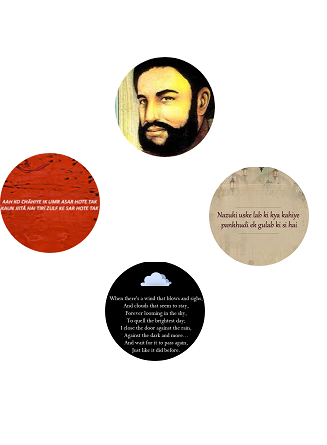 AAH KO CHĀHIYE IK UMR ASAR HOTE TAK
KAUN JIITĀ HAI TIRĪ ZULF KE SAR HOTE TAK
Nazuki uske lab ki kya kahiye
pankhudi ek gulab ki si hai
When there's a wind that blows and sighs,
And clouds that seem to stay,
Forever looming in the sky,
To quell the brightest day;
I close the door against the rain,
Against the dark and more...
And wait for it to pass again,
Just like it did before.